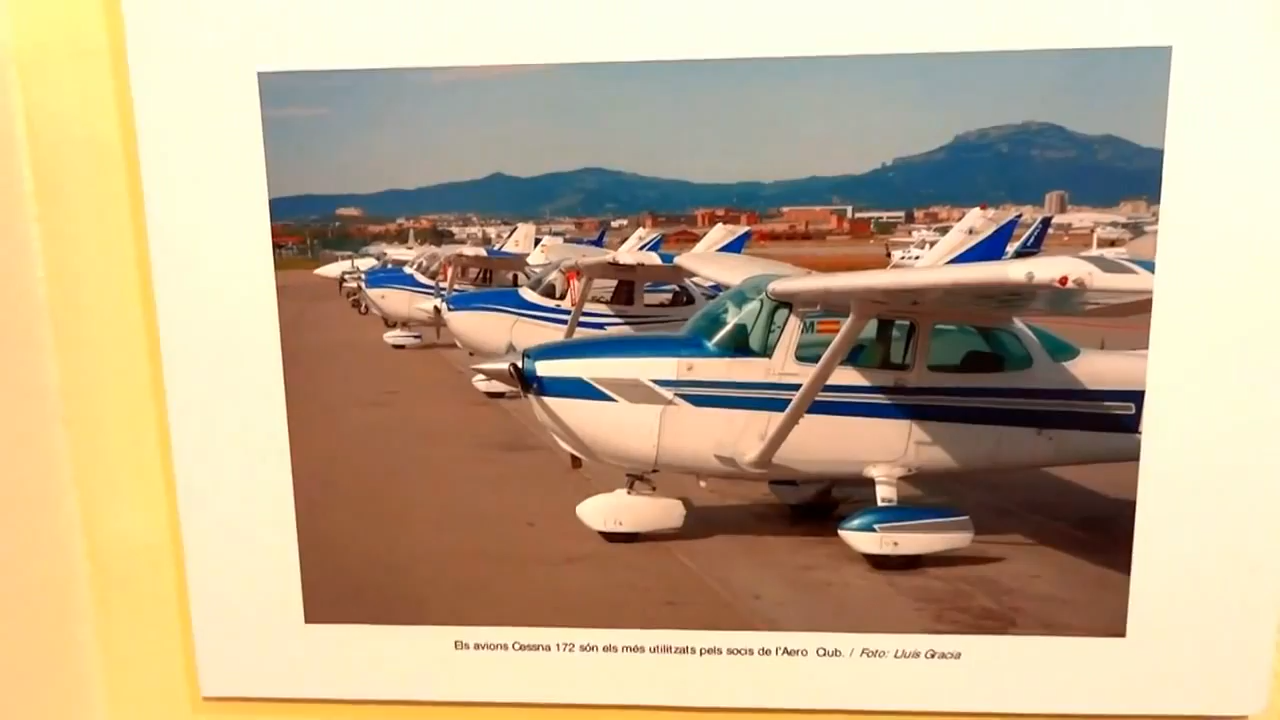 Els avions Cessna 172 són els més utilitzats pels socis de l'Aero Club. / Foto: Lluís Gracia